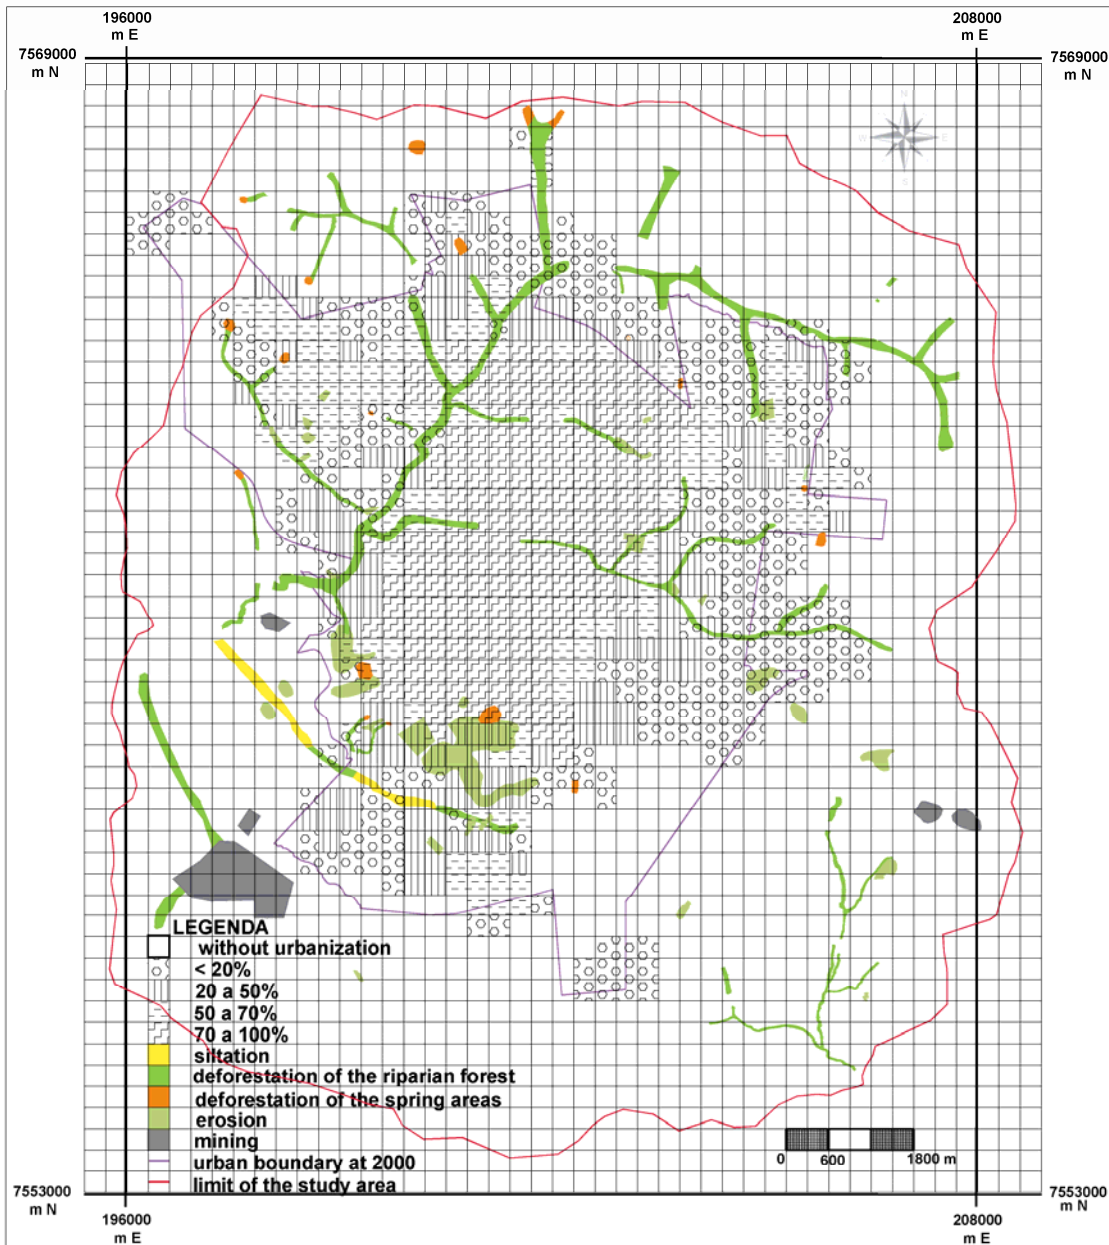 196000
m E
208000
m E
7569000
m N
7569000
m N
N
W
E
S
LEGENDA
without urbanization
< 20%
20 a 50%
50 a 70%
70 a 100%
siltation
deforestation of the riparian forest
deforestation of the spring areas
erosion
mining
urban boundary at 2000
limit of the study area
0 600 1800 m
7553000
m N
7553000
m N
196000
m E
208000
m E